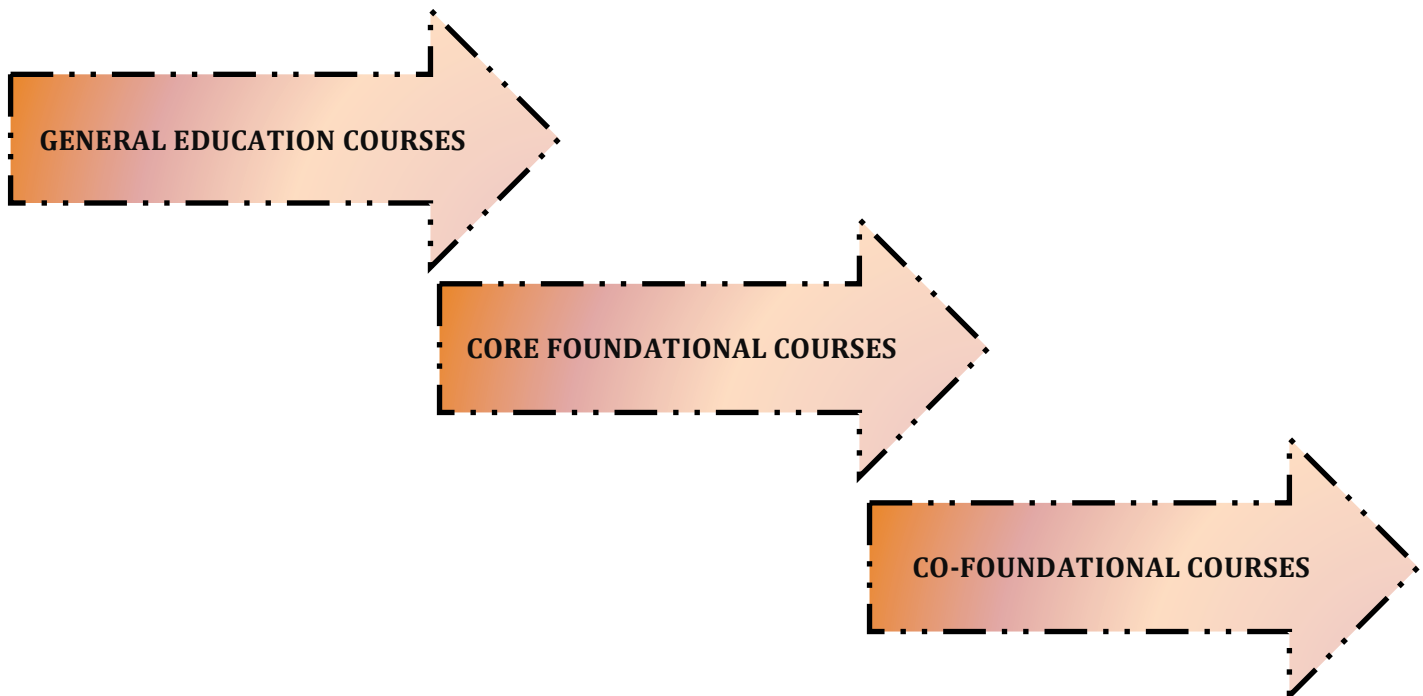 GENERAL EDUCATION COURSES
CORE FOUNDATIONAL COURSES
CO-FOUNDATIONAL COURSES